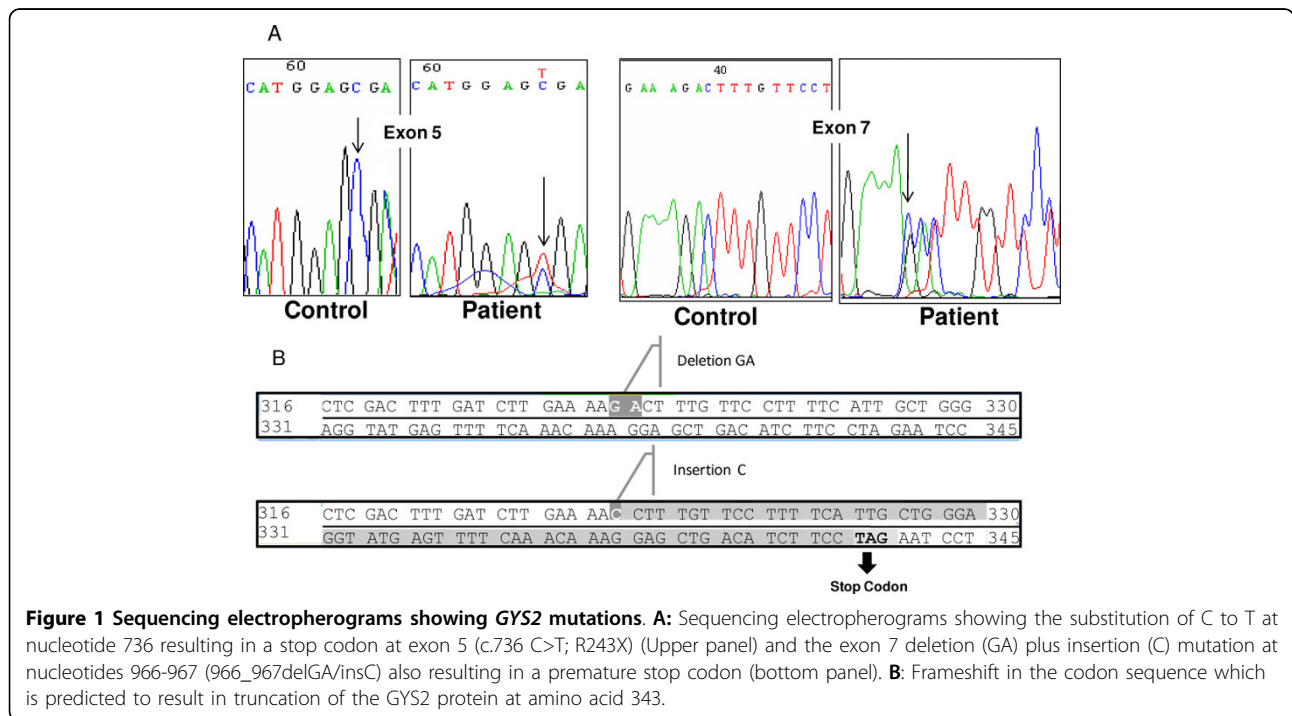 A
60
CATGGAGCGA
60
T
CATGGAGCGA
40
GAAAGACTTTGTTCCT
Exon 5
Exon 7
Control
Patient
Control
Patient
B
Deletion GA
316 CTC GAC TTT GAT CTT GAA AAG ACT TTG TTC CTT TTC ATT GCT GGG 330
331 AGG TAT GAG TTT TCA AAC AAA GGA GCT GAC ATC TTC CTA GAA TCC 345
Insertion C
316 CTC GAC TTT GAT CTT GAA AAC CTT TGT TCC TTT TCA TTG CTG GGA 330
331 GGT ATG AGT TTT CAA ACA AAG GAG CTG ACA TCT TCC TAG AAT CCT 345
Stop Codon
Figure 1 Sequencing electropherograms showing GYS2 mutations. A: Sequencing electropherograms showing the substitution of C to T at
nucleotide 736 resulting in a stop codon at exon 5 (c.736 C>T; R243X) (Upper panel) and the exon 7 deletion (GA) plus insertion (C) mutation at
nucleotides 966-967 (966_967delGA/insC) also resulting in a premature stop codon (bottom panel). B: Frameshift in the codon sequence which
is predicted to result in truncation of the GYS2 protein at amino acid 343.